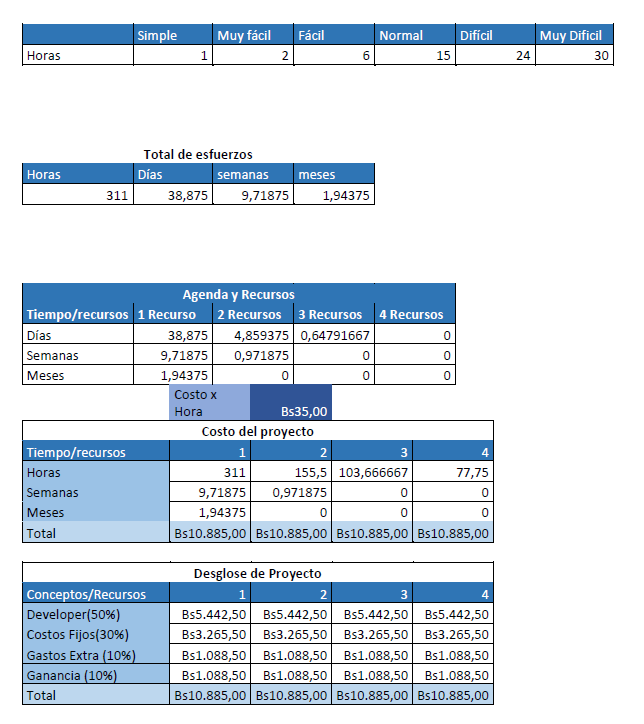 Simple Muy fácil Fácil Normal Difícil Muy Dificil
Horas 1 2 6 15 24 30
Total de esfuerzos
Horas Días semanas meses
311 38,875 9,71875 1,94375
Agenda y Recursos
Tiempo/recursos 1 Recurso 2 Recursos 3 Recursos 4 Recursos
Días 38,875 4,859375 0,64791667 0
Semanas 9,71875 0,971875 0 0
Meses 1,94375 0 0 0
Costo x
Hora Bs35,00
Costo del proyecto
Tiempo/recursos 1 2 3 4
Horas 311 155,5 103,666667 77,75
Semanas 9,71875 0,971875 0 0
Meses 1,94375 0 0 0
Total Bs10.885,00 Bs10.885,00 Bs10.885,00 Bs10.885,00
Desglose de Proyecto
Conceptos/Recursos 1 2 3 4
Developer(50%) Bs5.442,50 Bs5.442,50 Bs5.442,50 Bs5.442,50
Costos Fijos(30%) Bs3.265,50 Bs3.265,50 Bs3.265,50 Bs3.265,50
Gastos Extra (10%) Bs1.088,50 Bs1.088,50 Bs1.088,50 Bs1.088,50
Ganancia (10%) Bs1.088,50 Bs1.088,50 Bs1.088,50 Bs1.088,50
Total Bs10.885,00 Bs10.885,00 Bs10.885,00 Bs10.885,00